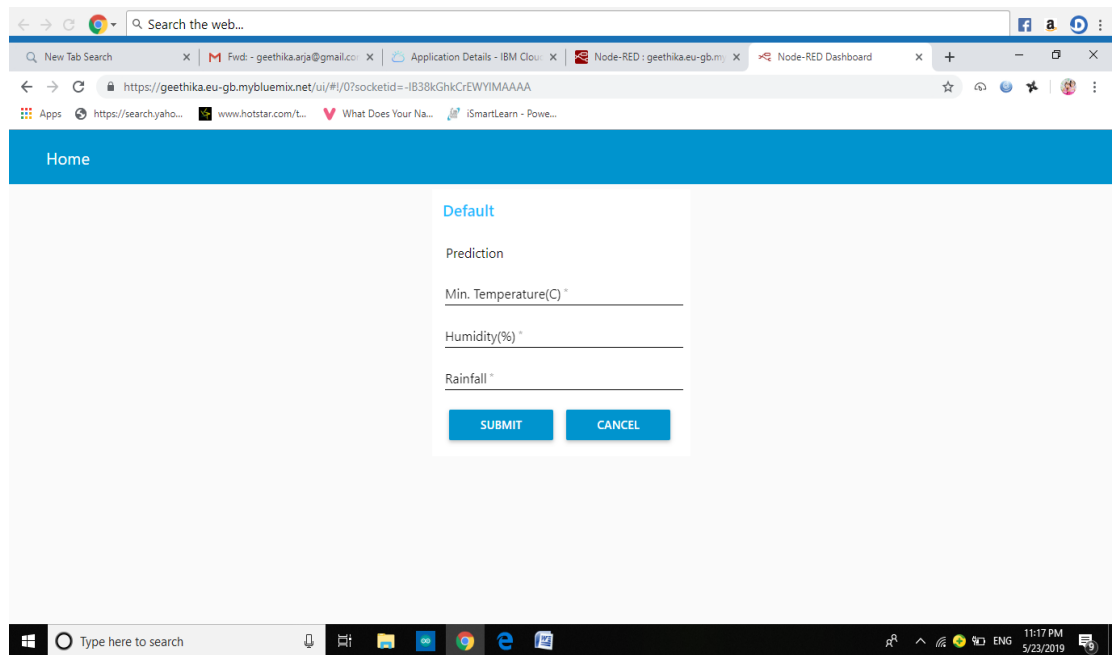 Search the web...
New Tab Search
Fwd: - geethika.arja@gmail.co
Application Details - IBM Clou
Node-RED : geethika.eu-gb.m
Node-RED Dashboard
https://geethika.eu-gb.mybluemix.net/ui/#!/0?socketid=-IB38kGhkCrEWYIMAAAA
Apps
https://search.yaho...
www.hotstar.com/t...
What Does Your Na...
iSmartLearn - Powe...
Home
Default
Prediction
Min. Temperature(C) *
Humidity(%) *
Rainfall *
SUBMIT
CANCEL
Type here to search
ENG
11:17 PM
5/23/2019